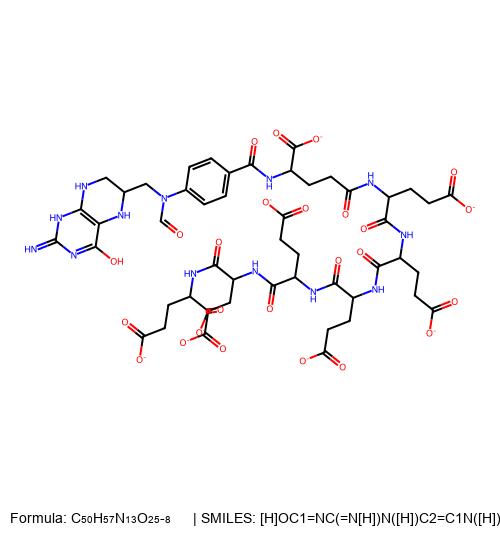 Formula: C₅₀H₅₇N₁₃O₂₅₋₈ | SMILES: [H]OC1=NC(=N[H])N([H])C2=C1N([H])